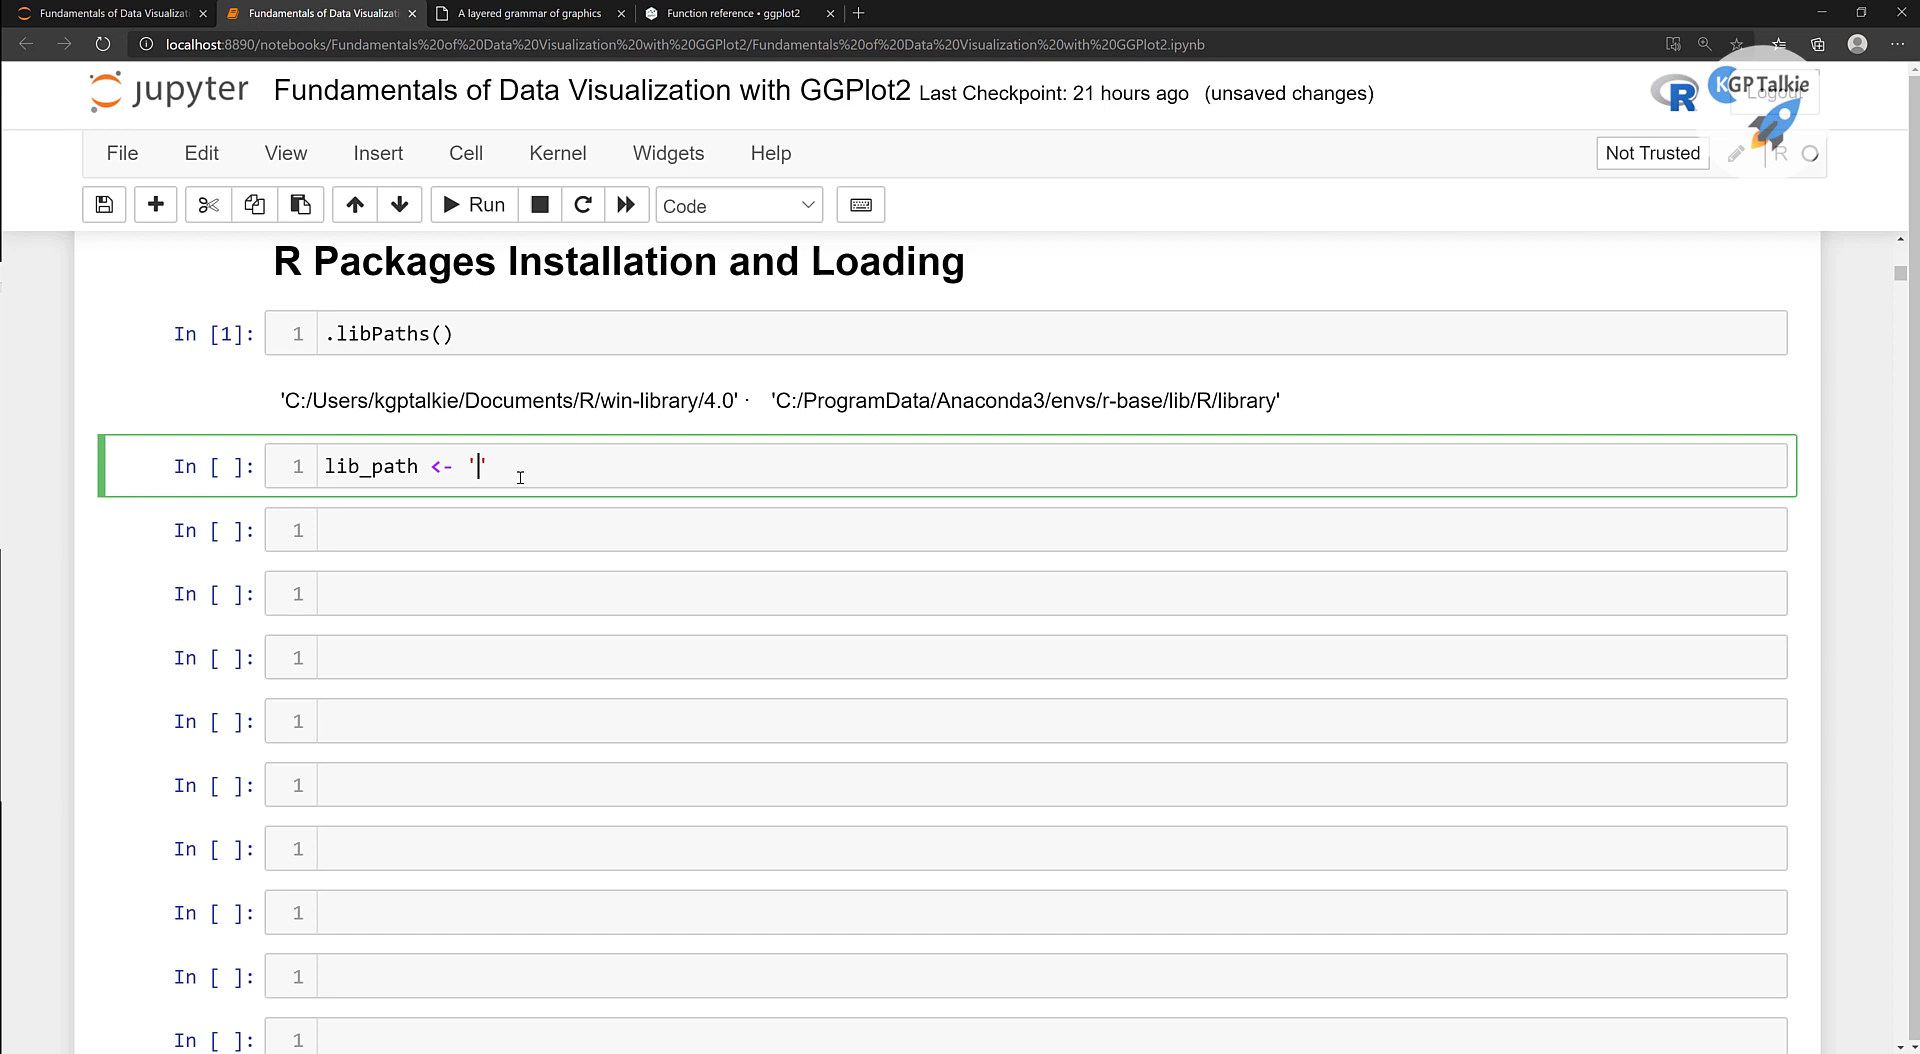 Fundamentals of Data Visualizati
Fundamentals of Data Visualizati
A layered grammar of graphics
Function reference • ggplot2
localhost:8890/notebooks/Fundamentals%20of%20Data%20Visualization%20with%20GGPlot2/Fundamentals%20of%20Data%20Visualization%20with%20GGPlot2.ipynb
jupyter Fundamentals of Data Visualization with GGPlot2 Last Checkpoint: 21 hours ago (unsaved changes)
R
KGPTalkie
Logout
File Edit View Insert Cell Kernel Widgets Help
Not Trusted
R
Run
Code
R Packages Installation and Loading
In [1]: 1 .libPaths()
'C:/Users/kgptalkie/Documents/R/win-library/4.0' · 'C:/ProgramData/Anaconda3/envs/r-base/lib/R/library'
In [ ]: 1 lib_path <- ''
In [ ]: 1
In [ ]: 1
In [ ]: 1
In [ ]: 1
In [ ]: 1
In [ ]: 1
In [ ]: 1
In [ ]: 1
In [ ]: 1